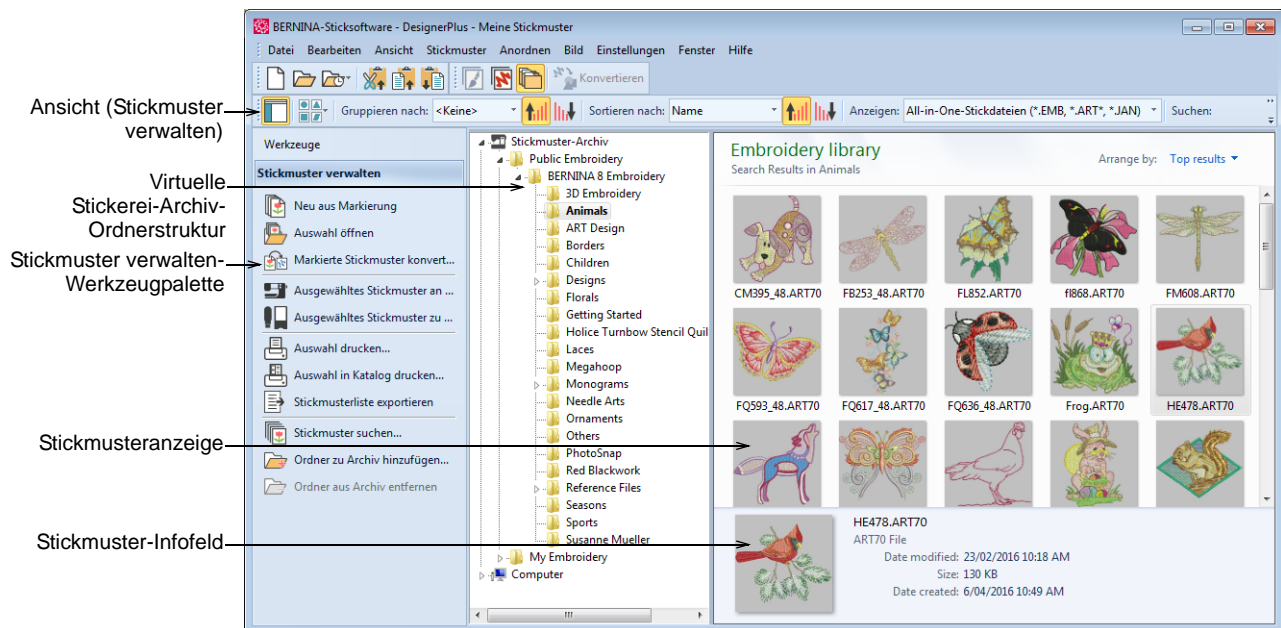 BERNINA-Sticksoftware - DesignerPlus - Meine Stickmuster
Datei Bearbeiten Ansicht Stickmuster Anordnen Bild Einstellungen Fenster Hilfe
Konvertieren
Gruppieren nach: <Keine> Sortieren nach: Name Anzeigen: All-in-One-Stickdateien (*.EMB, *.ART*, *.JAN) Suchen:
Ansicht (Stickmuster
verwalten)
Virtuelle
Stickerei-Archiv-
Ordnerstruktur
Stickmuster verwalten-
Werkzeugpalette
Stickmusteranzeige
Stickmuster-Infofeld
Werkzeuge
Stickmuster verwalten
Neu aus Markierung
Auswahl öffnen
Markierte Stickmuster konvert...
Ausgewähltes Stickmuster an ...
Ausgewähltes Stickmuster zu ...
Auswahl drucken...
Auswahl in Katalog drucken...
Stickmusterliste exportieren
Stickmuster suchen...
Ordner zu Archiv hinzufügen...
Ordner aus Archiv entfernen
Stickmuster-Archiv
Public Embroidery
BERNINA 8 Embroidery
3D Embroidery
Animals
ART Design
Borders
Children
Designs
Florals
Getting Started
Holice Turnbow Stencil Quil
Laces
Megahoop
Monograms
Needle Arts
Ornaments
Others
PhotoSnap
Red Blackwork
Reference Files
Seasons
Sports
Susanne Mueller
My Embroidery
Computer
Embroidery library
Search Results in Animals
Arrange by: Top results
CM395_48.ART70 FB253_48.ART70 FL852.ART70 fl868.ART70 FM608.ART70
FQ593_48.ART70 FQ617_48.ART70 FQ636_48.ART70 Frog.ART70 HE478.ART70
HE478.ART70
ART70 File
Date modified: 23/02/2016 10:18 AM
Size: 130 KB
Date created: 6/04/2016 10:49 AM